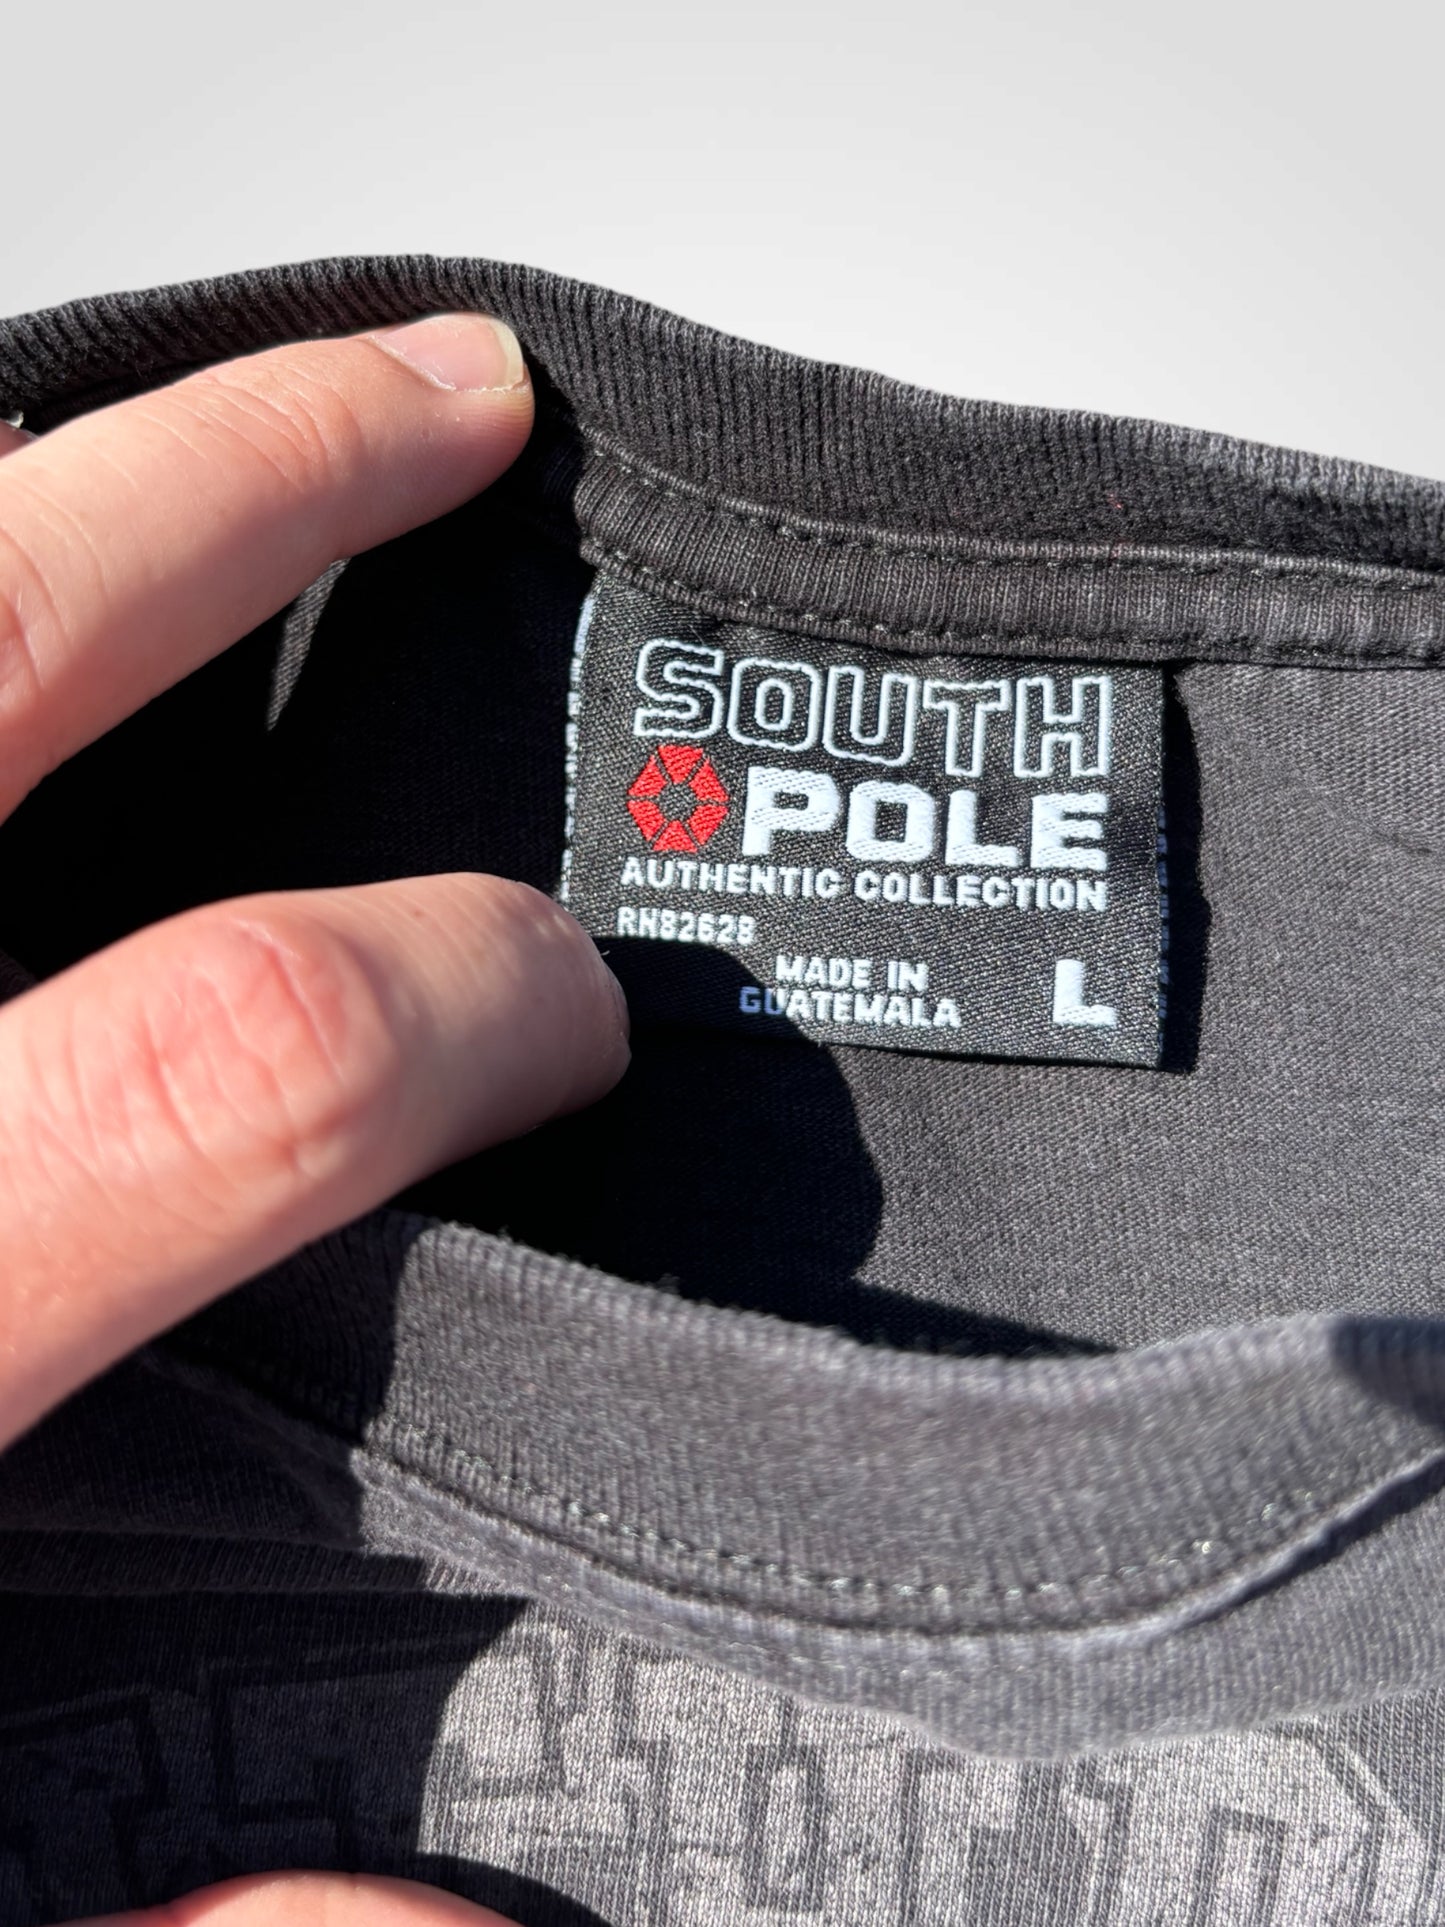 SOUTH
POLE
AUTHENTIC COLLECTION
RN82628
MADE IN
GUATEMALA
L